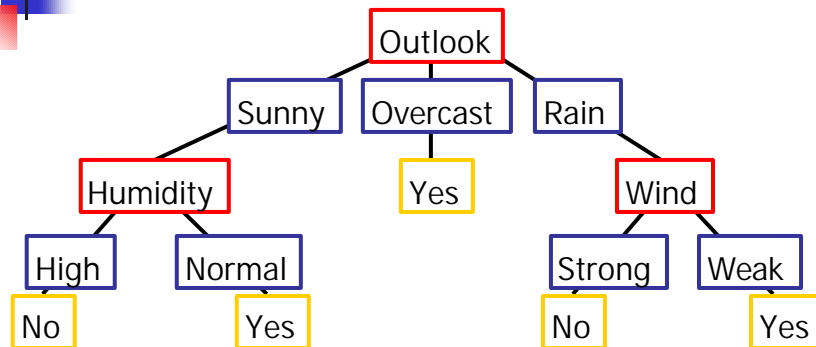 Outlook
Sunny Overcast Rain
Humidity Yes Wind
High Normal Strong Weak
No Yes No Yes